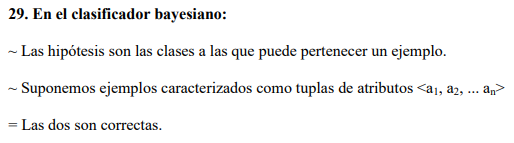 29. En el clasificador bayesiano:
~ Las hipótesis son las clases a las que puede pertenecer un ejemplo.
~ Suponemos ejemplos caracterizados como tuplas de atributos <a₁, a₂, ... aₙ>
= Las dos son correctas.